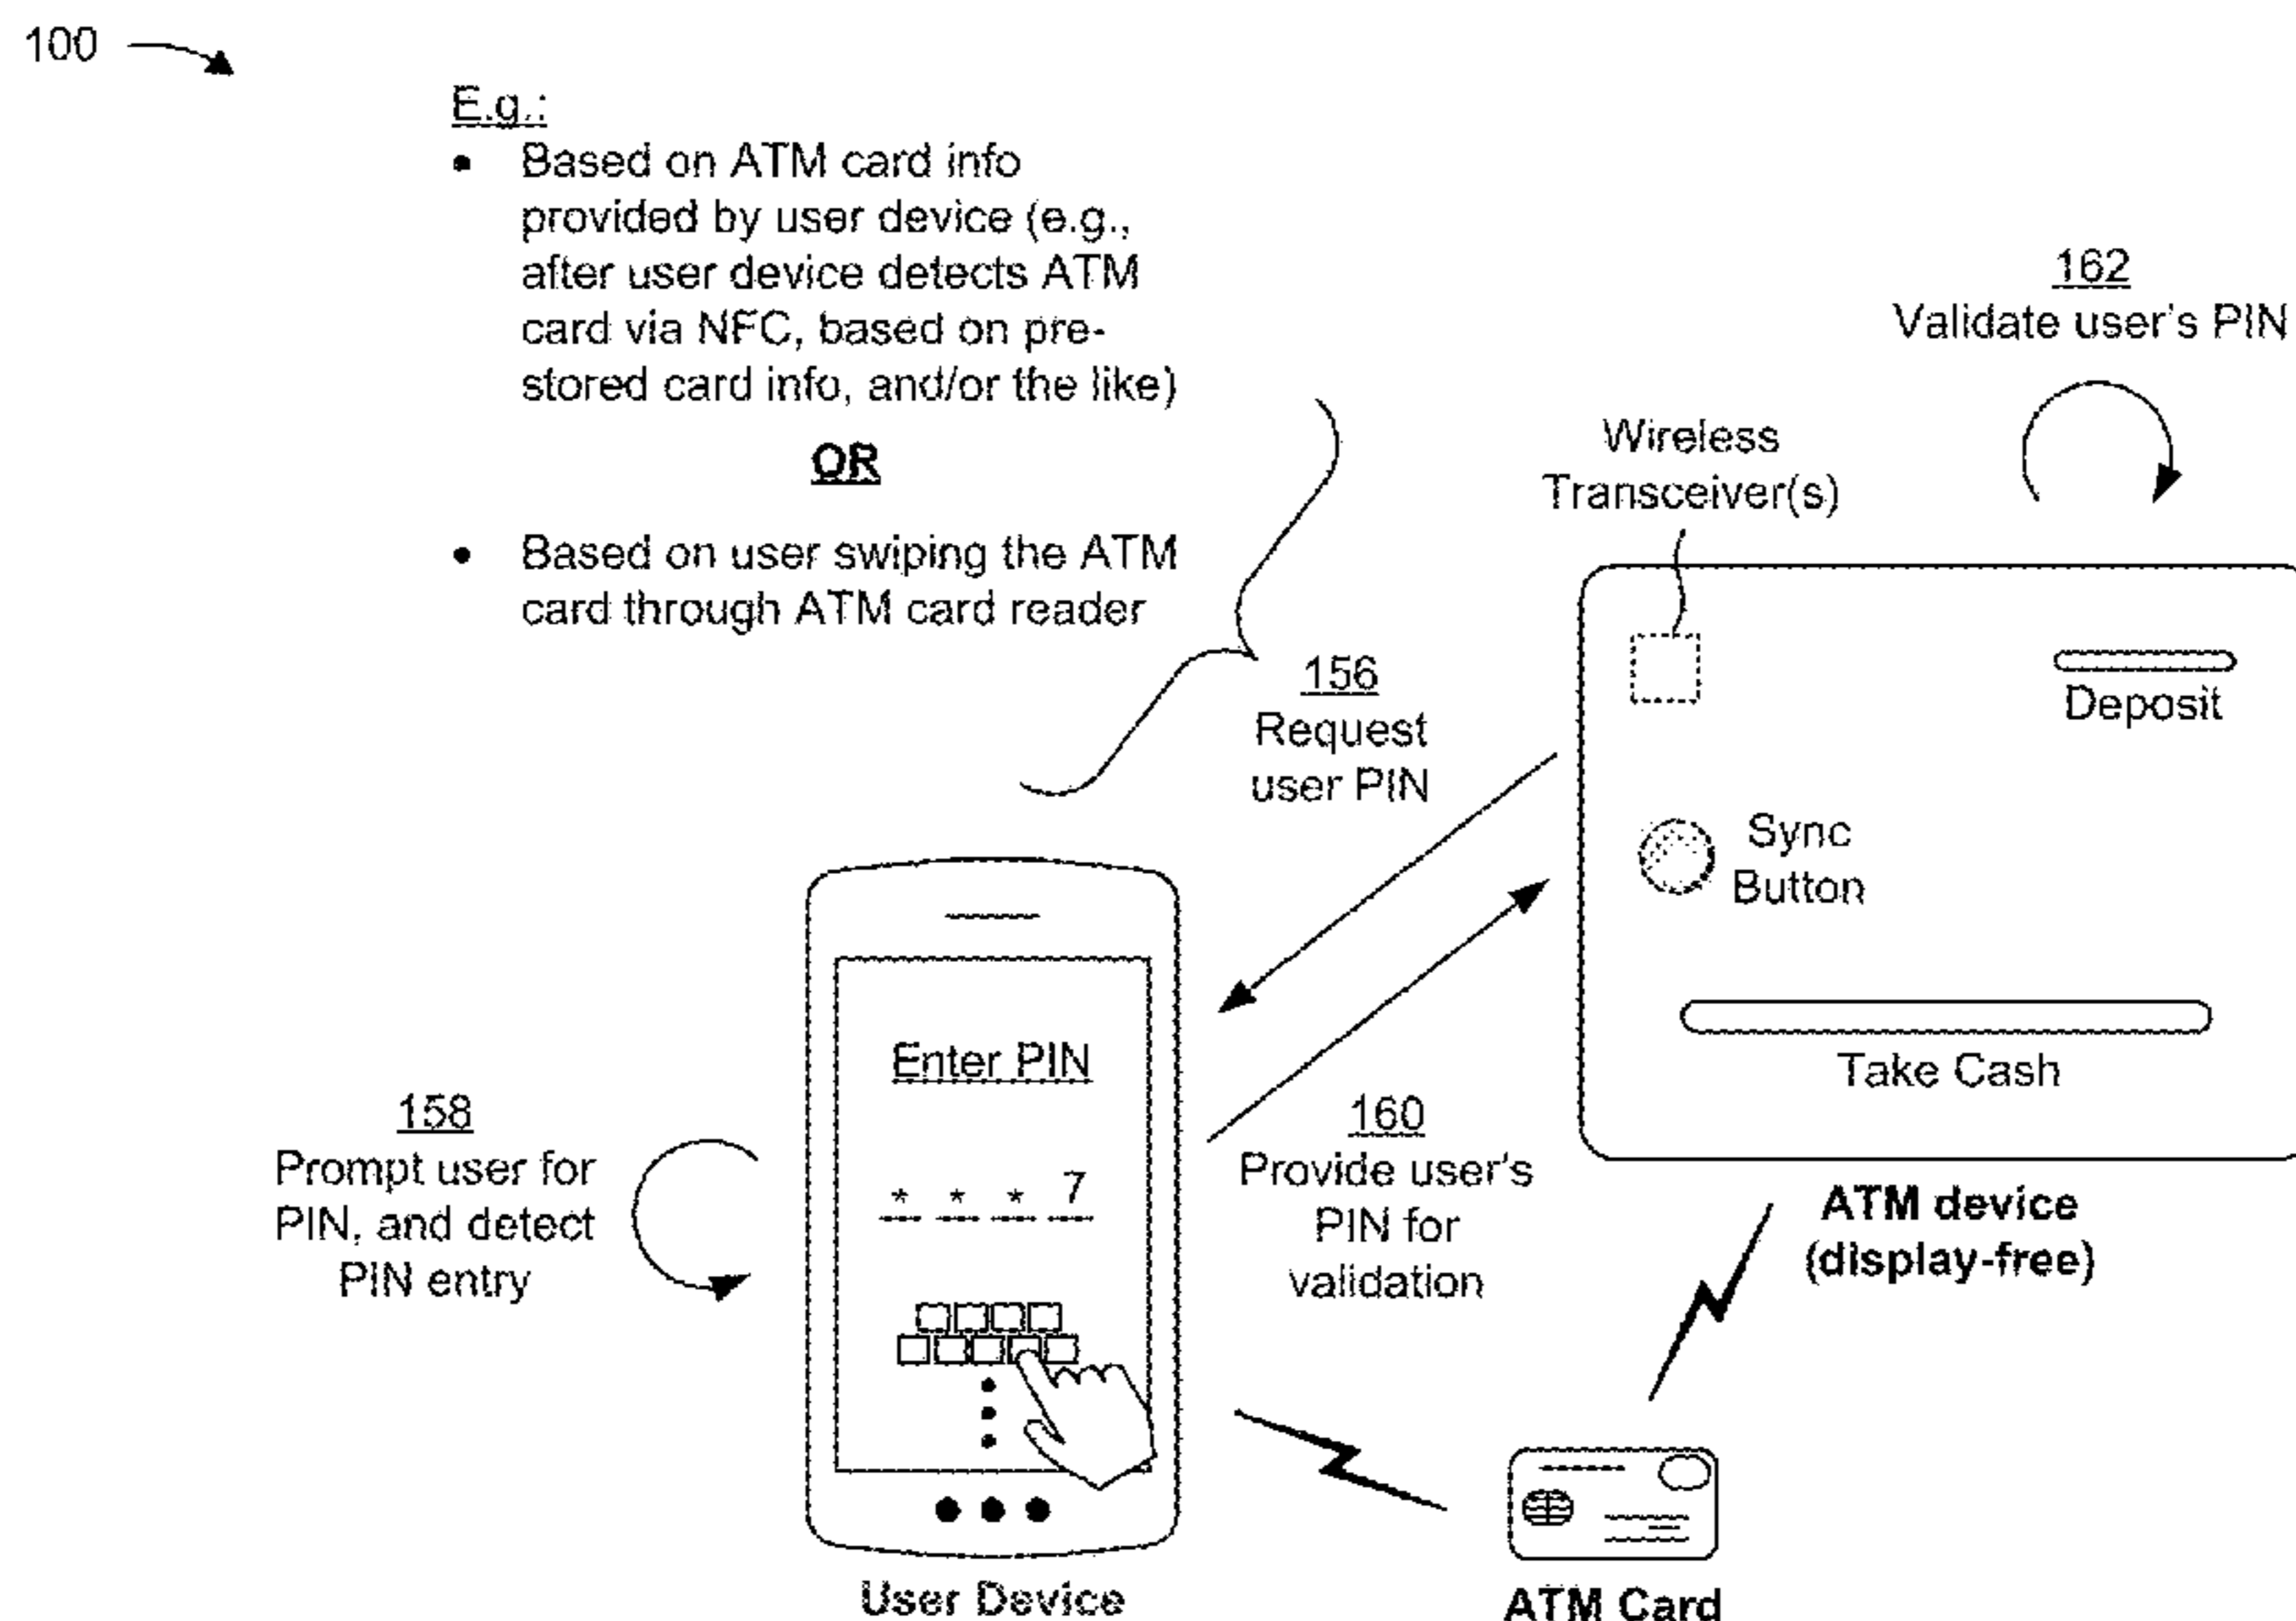 100
E.g.:
• Based on ATM card info
provided by user device (e.g.,
after user device detects ATM
card via NFC, based on pre-
stored card info, and/or the like)
OR
• Based on user swiping the ATM
card through ATM card reader
162
Validate user's PIN
Wireless
Transceiver(s)
Deposit
156
Request
user PIN
Sync
Button
Take Cash
ATM device
(display-free)
Enter PIN
* * * 7
158
Prompt user for
PIN, and detect
PIN entry
160
Provide user's
PIN for
validation
User Device
ATM Card